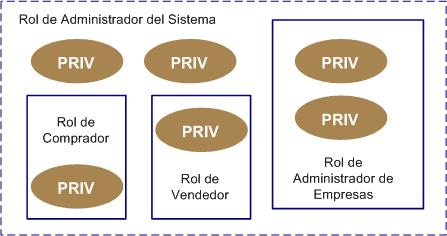 Rol de Administrador del Sistema
PRIV
PRIV
Rol de
Comprador
PRIV
PRIV
Rol de
Vendedor
PRIV
PRIV
Rol de
Administrador de
Empresas